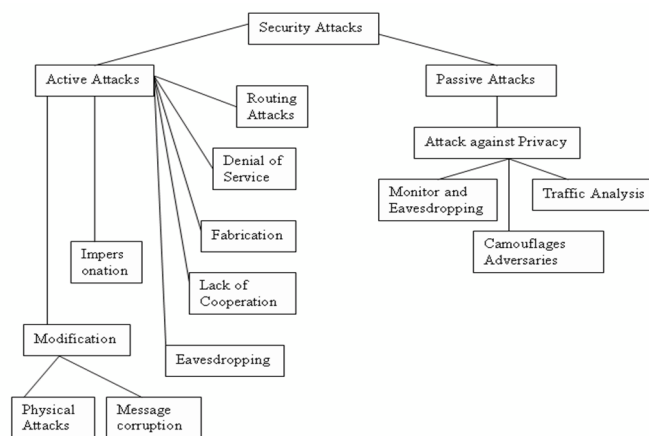 Security Attacks
Active Attacks
Passive Attacks
Routing
Attacks
Attack against Privacy
Denial of
Service
Monitor and
Eavesdropping
Traffic Analysis
Fabrication
Camouflages
Adversaries
Impers
onation
Lack of
Cooperation
Modification
Eavesdropping
Physical
Attacks
Message
corruption